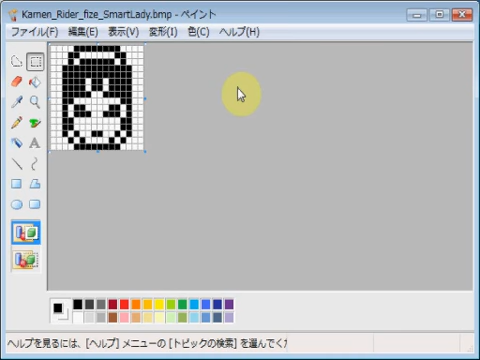 Kamen_Rider_fize_SmartLady.bmp - ペイント
ファイル(F) 編集(E) 表示(V) 変形(I) 色(C) ヘルプ(H)
A
ヘルプを見るには、[ヘルプ] メニューの [トピックの検索] を選んでくだ